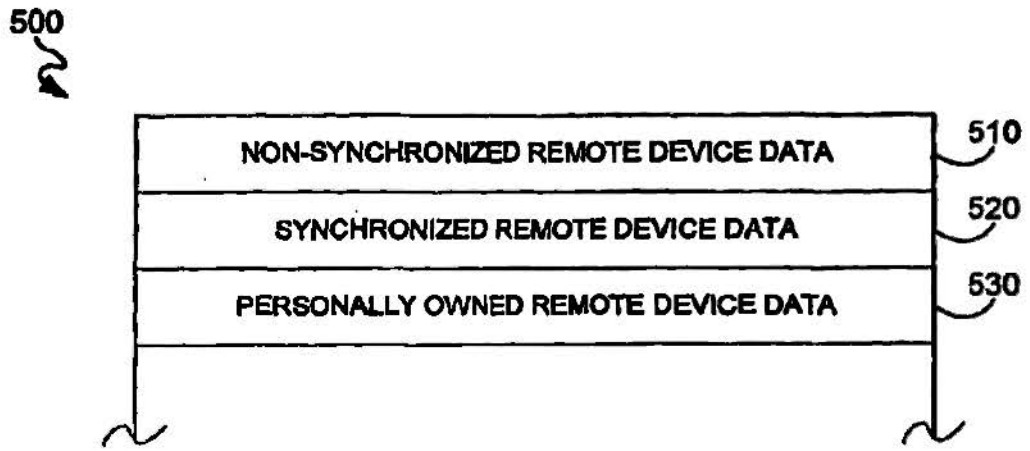 500
NON-SYNCHRONIZED REMOTE DEVICE DATA
510
SYNCHRONIZED REMOTE DEVICE DATA
520
PERSONALLY OWNED REMOTE DEVICE DATA
530